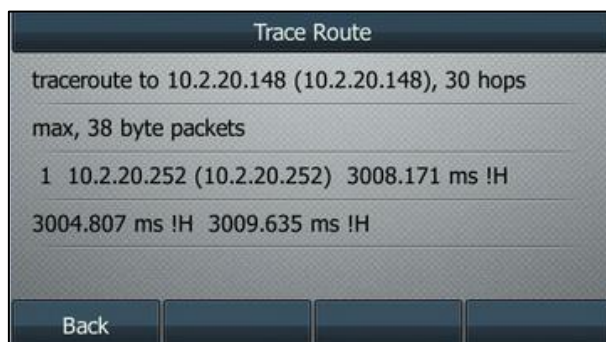 Trace Route
traceroute to 10.2.20.148 (10.2.20.148), 30 hops
max, 38 byte packets
1 10.2.20.252 (10.2.20.252) 3008.171 ms !H
3004.807 ms !H 3009.635 ms !H
Back